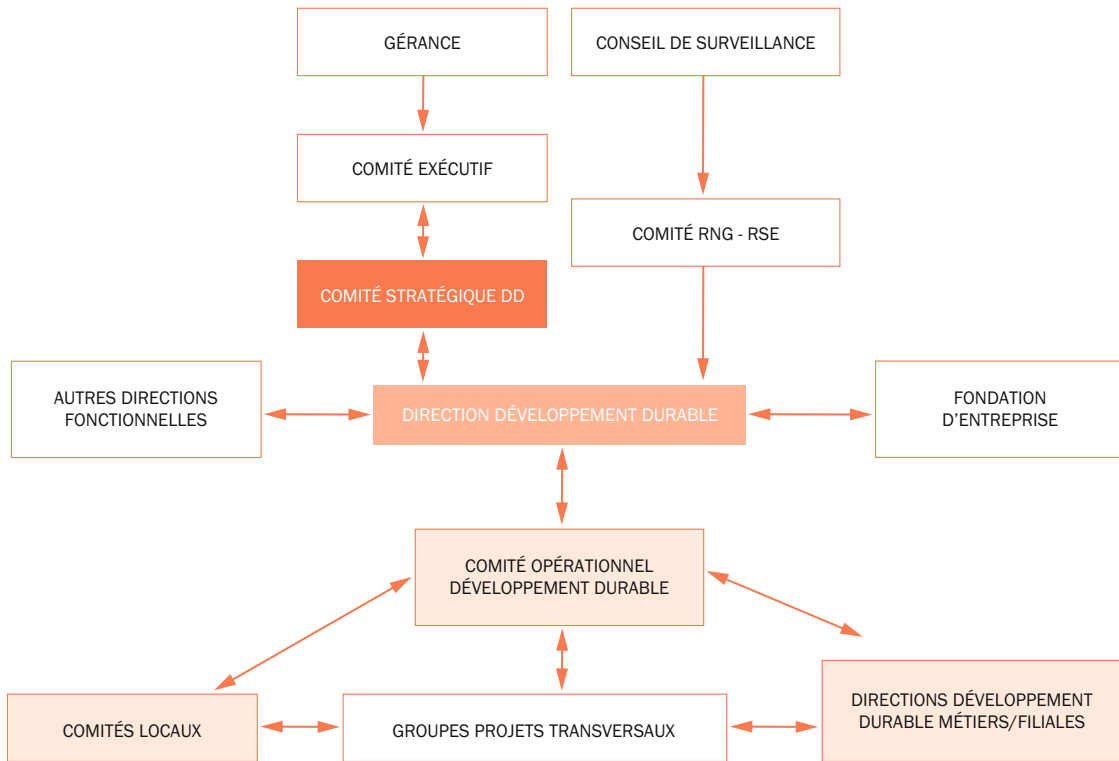 GÉRANCE
CONSEIL DE SURVEILLANCE
COMITÉ EXÉCUTIF
COMITÉ RNG - RSE
COMITÉ STRATÉGIQUE DD
AUTRES DIRECTIONS
FONCTIONNELLES
DIRECTION DÉVELOPPEMENT DURABLE
FONDATION
D'ENTREPRISE
COMITÉ OPÉRATIONNEL
DÉVELOPPEMENT DURABLE
COMITÉS LOCAUX
GROUPES PROJETS TRANSVERSAUX
DIRECTIONS DÉVELOPPEMENT
DURABLE MÉTIERS/FILIALES